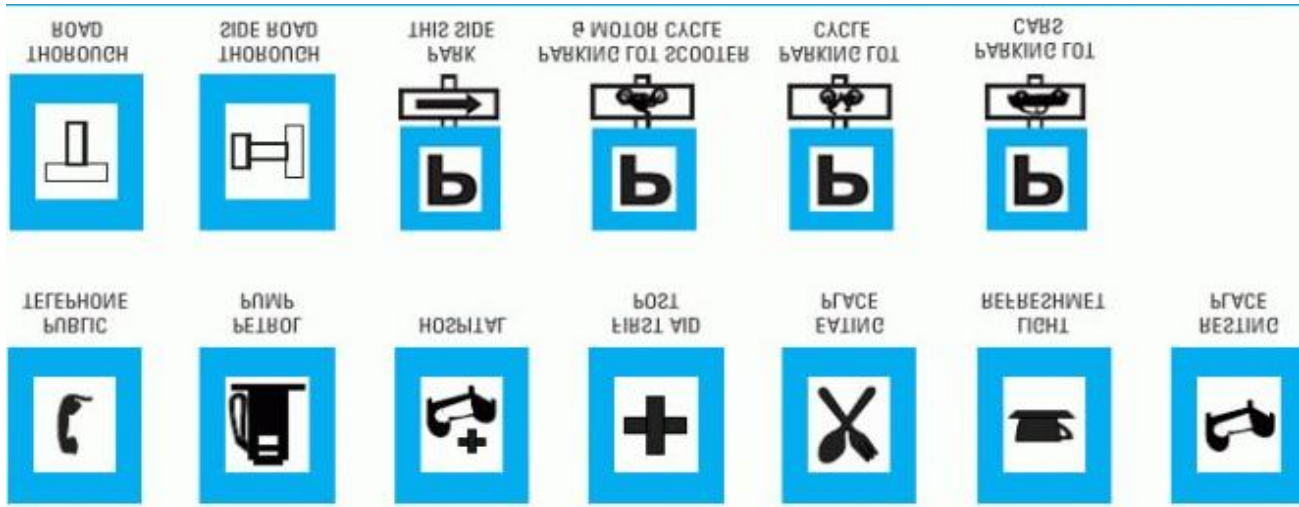 PUBLIC
TELEPHONE
PETROL
PUMP
HOSPITAL
FIRST AID
POST
EATING
PLACE
LIGHT
REFRESHMET
RESTING
PLACE
THOROUGH
ROAD
THOROUGH
SIDE ROAD
P
PARK
THIS SIDE
P
PARKING LOT SCOOTER
& MOTOR CYCLE
P
PARKING LOT
CYCLE
P
PARKING LOT
CARS